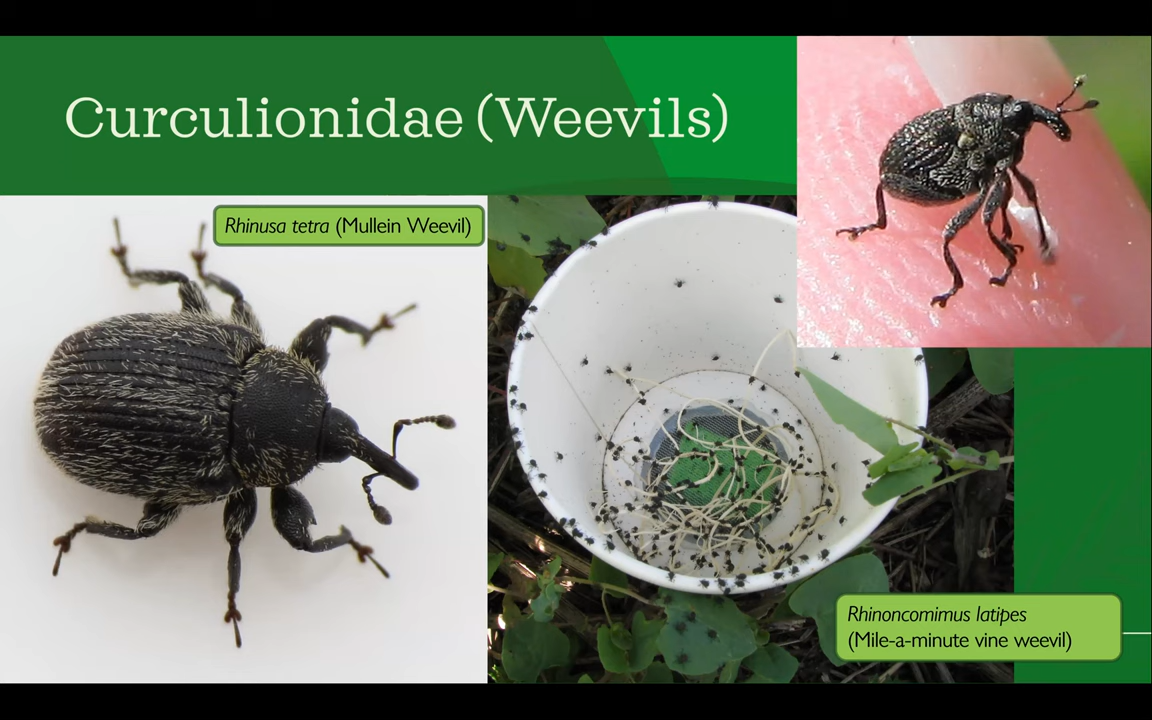 Curculionidae (Weevils)
Rhinusa tetra (Mullein Weevil)
Rhinoncomimus latipes
(Mile-a-minute vine weevil)